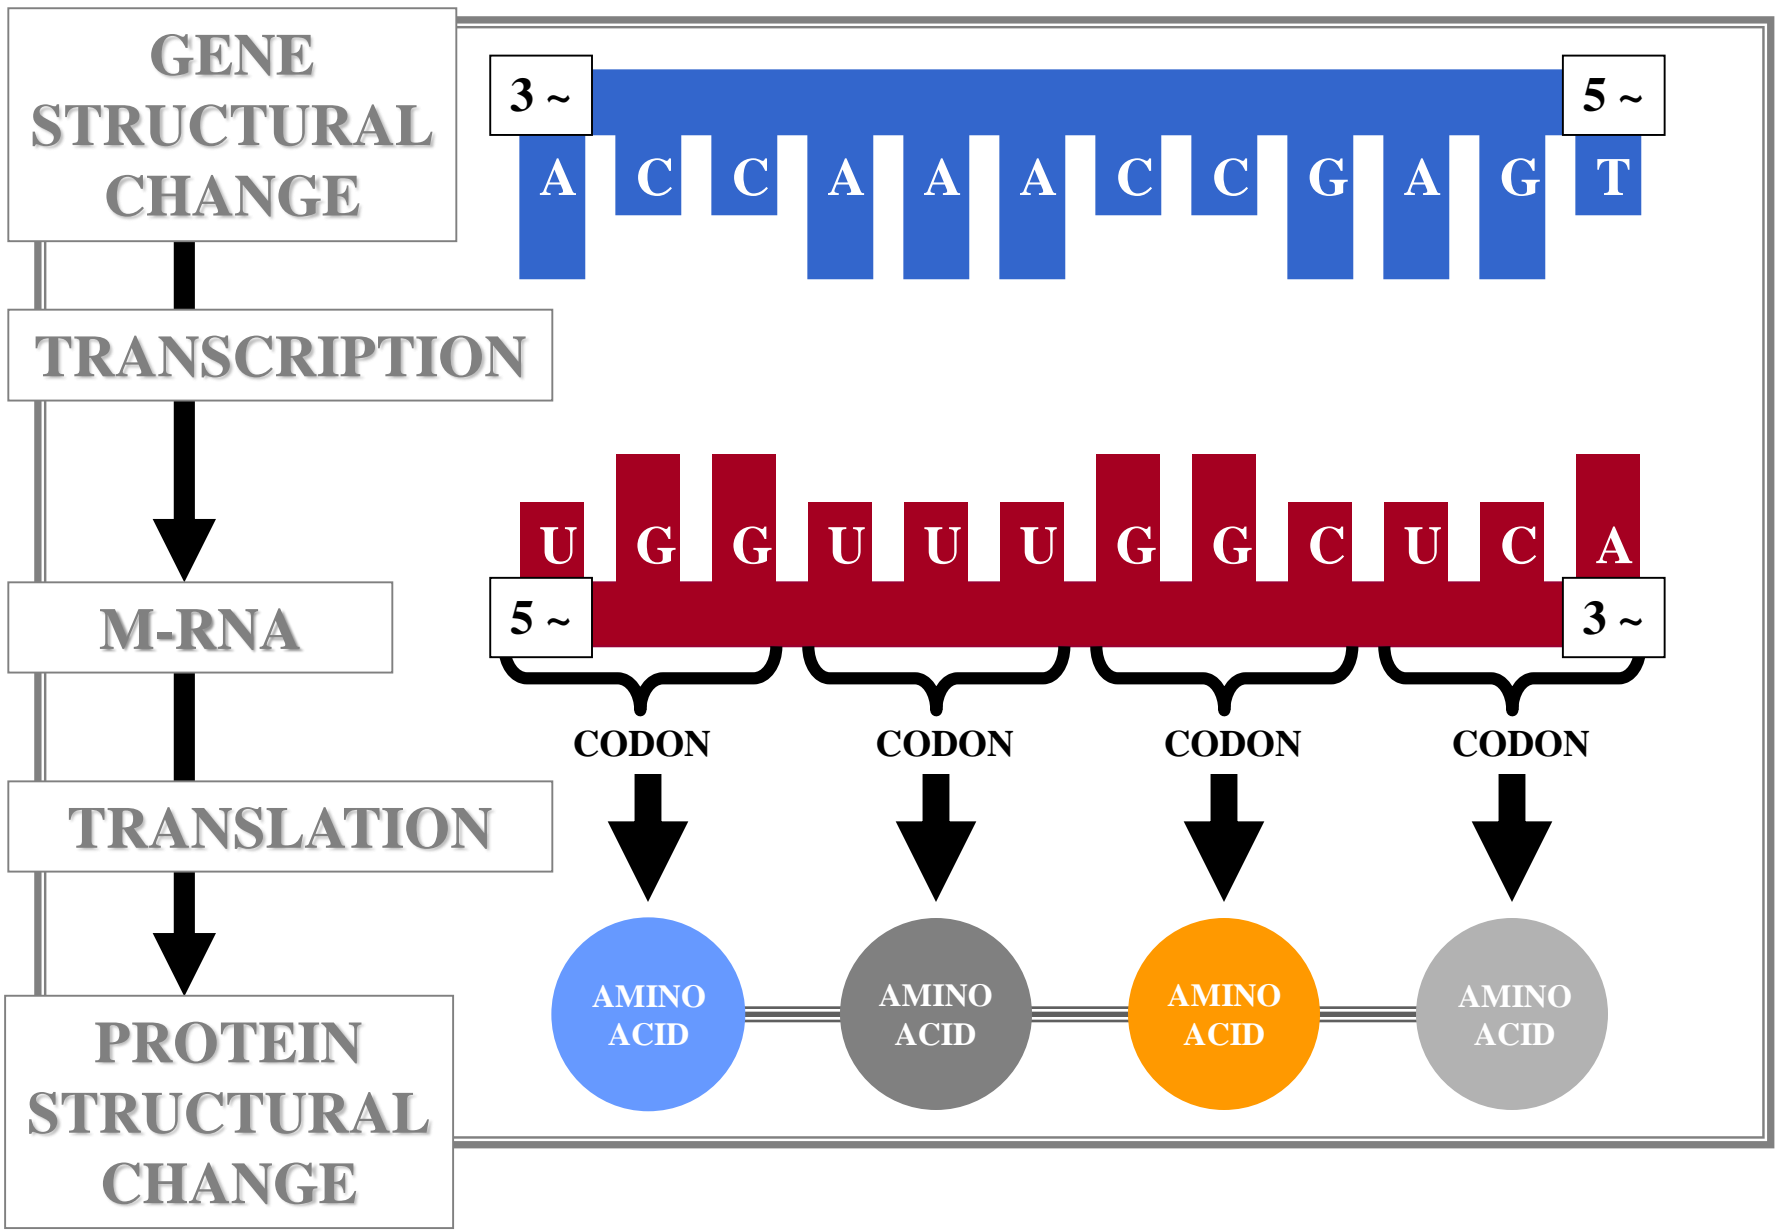 GENE
STRUCTURAL
CHANGE
3 ~
5 ~
A C C A A A C C G A G T
TRANSCRIPTION
U G G U U U G G C U C A
M-RNA
5 ~
3 ~
CODON CODON CODON CODON
TRANSLATION
AMINO
ACID
AMINO
ACID
AMINO
ACID
AMINO
ACID
PROTEIN
STRUCTURAL
CHANGE